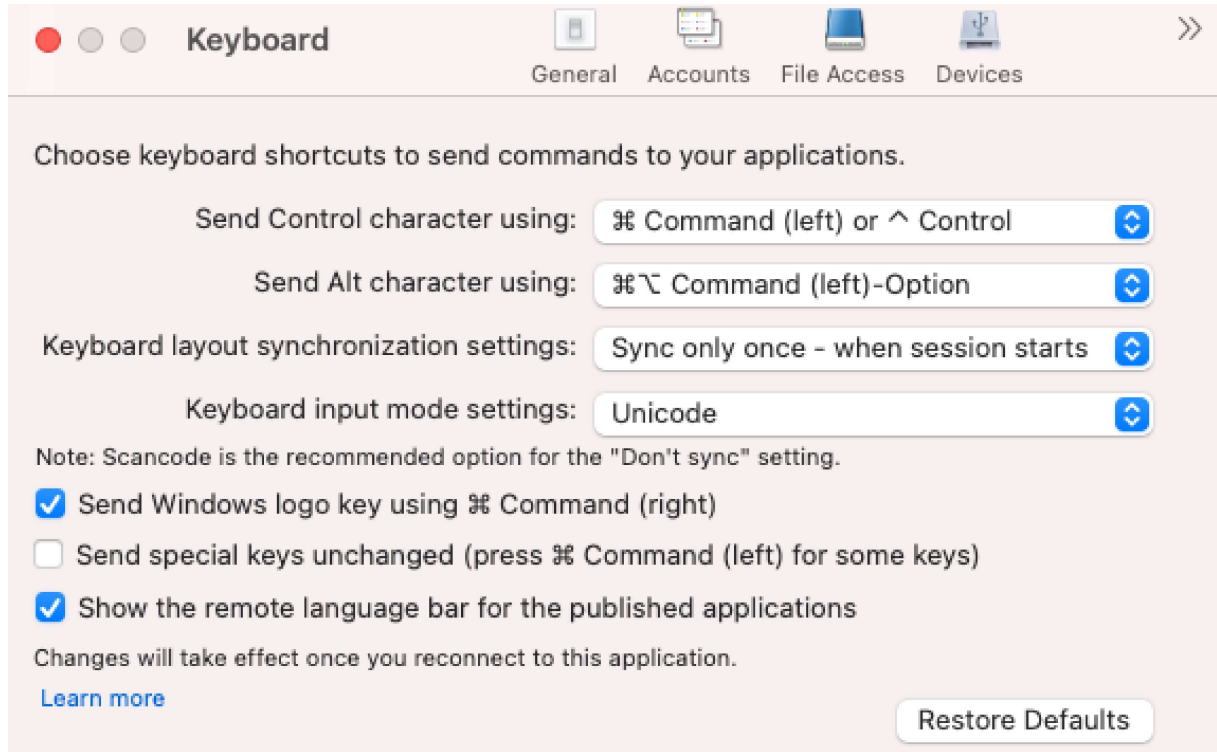 Keyboard
General Accounts File Access Devices
Choose keyboard shortcuts to send commands to your applications.
Send Control character using: ⌘ Command (left) or ^ Control
Send Alt character using: ⌘⌥ Command (left)-Option
Keyboard layout synchronization settings: Sync only once - when session starts
Keyboard input mode settings: Unicode
Note: Scancode is the recommended option for the "Don't sync" setting.
Send Windows logo key using ⌘ Command (right)
Send special keys unchanged (press ⌘ Command (left) for some keys)
Show the remote language bar for the published applications
Changes will take effect once you reconnect to this application.
Learn more
Restore Defaults